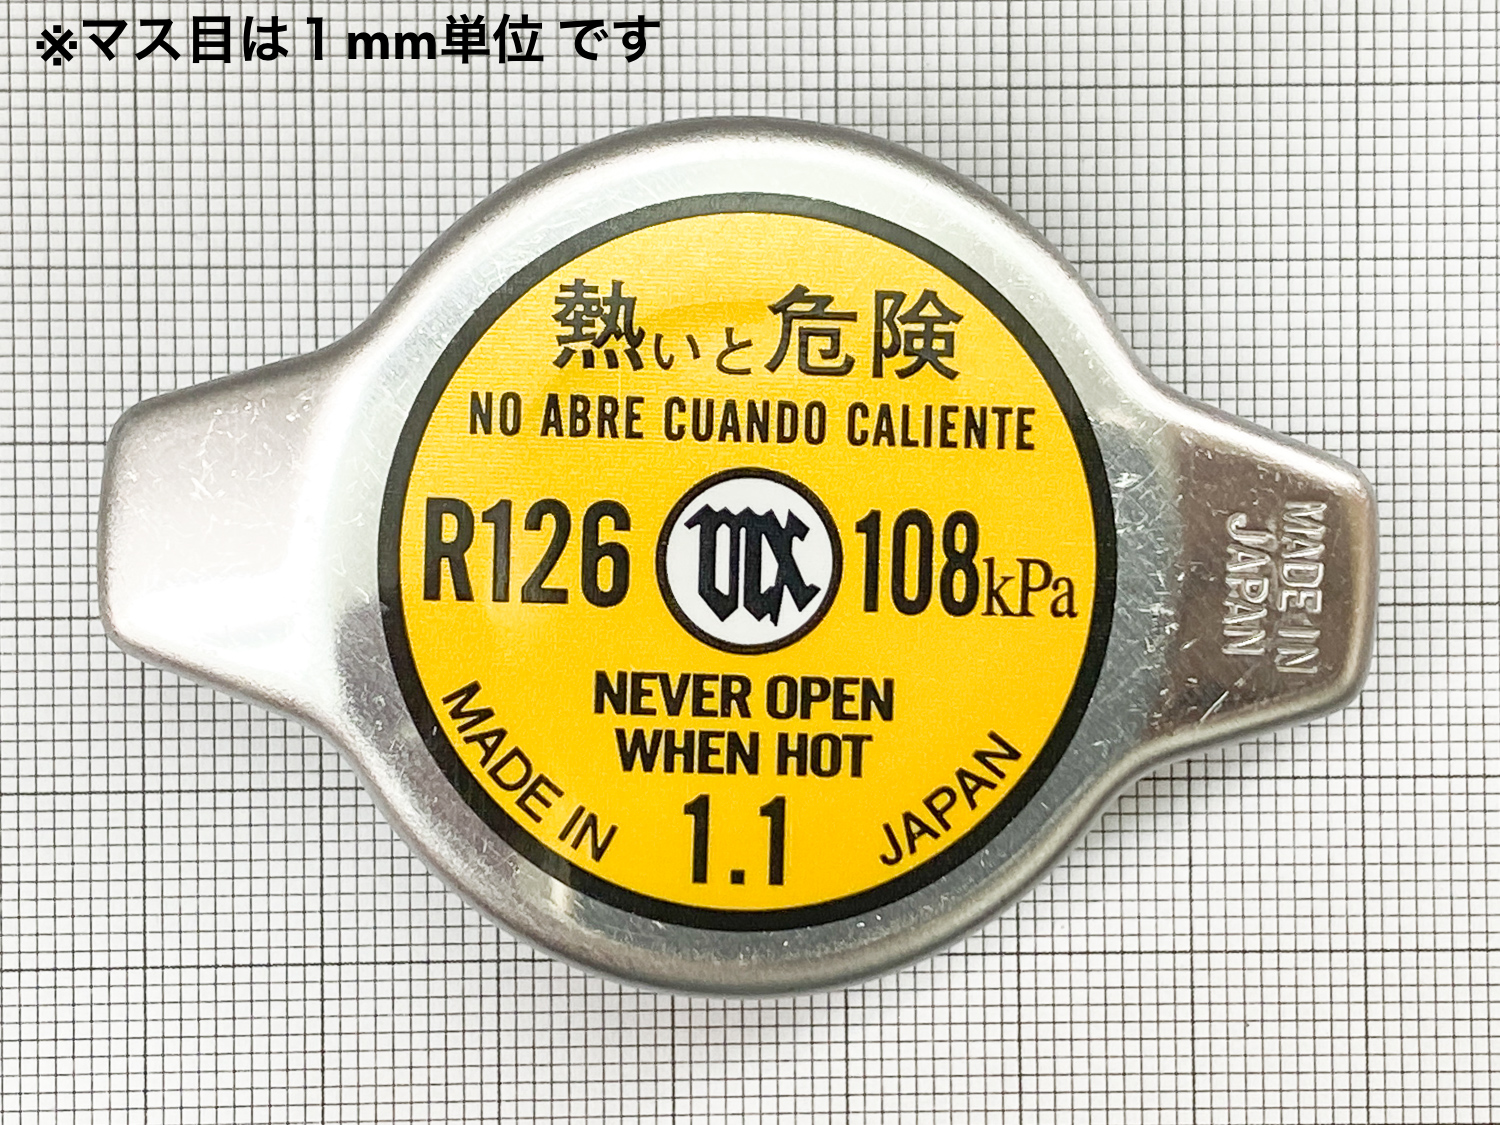 ※マス目は１mm単位 です
熱いと危険
NO ABRE CUANDO CALIENTE
R126
108kPa
NEVER OPEN
WHEN HOT
MADE IN
1.1
JAPAN
MADE IN
JAPAN